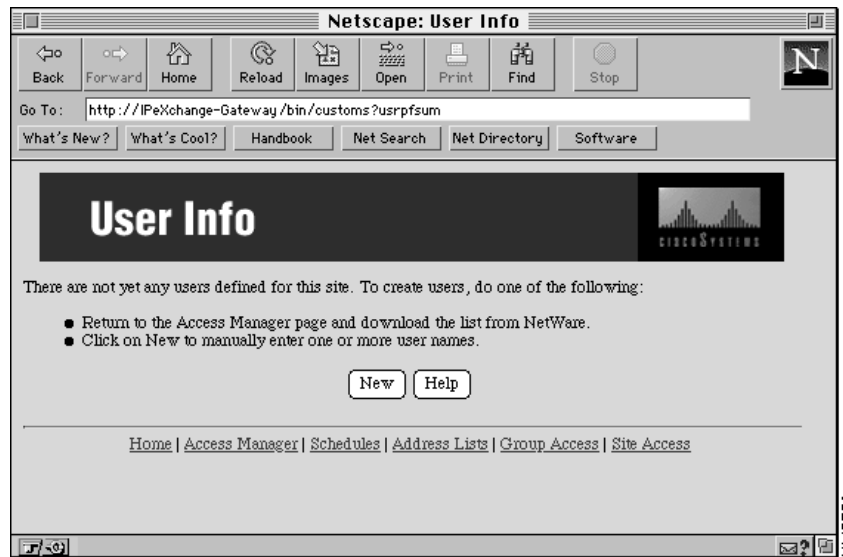 Netscape: User Info
Back Forward Home Reload Images Open Print Find Stop
N
Go To: http://IPeXchange-Gateway/bin/customs?usrpfsum
What's New? What's Cool? Handbook Net Search Net Directory Software
User Info
CISCO SYSTEMS
There are not yet any users defined for this site. To create users, do one of the following:
● Return to the Access Manager page and download the list from NetWare.
● Click on New to manually enter one or more user names.
New Help
Home | Access Manager | Schedules | Address Lists | Group Access | Site Access